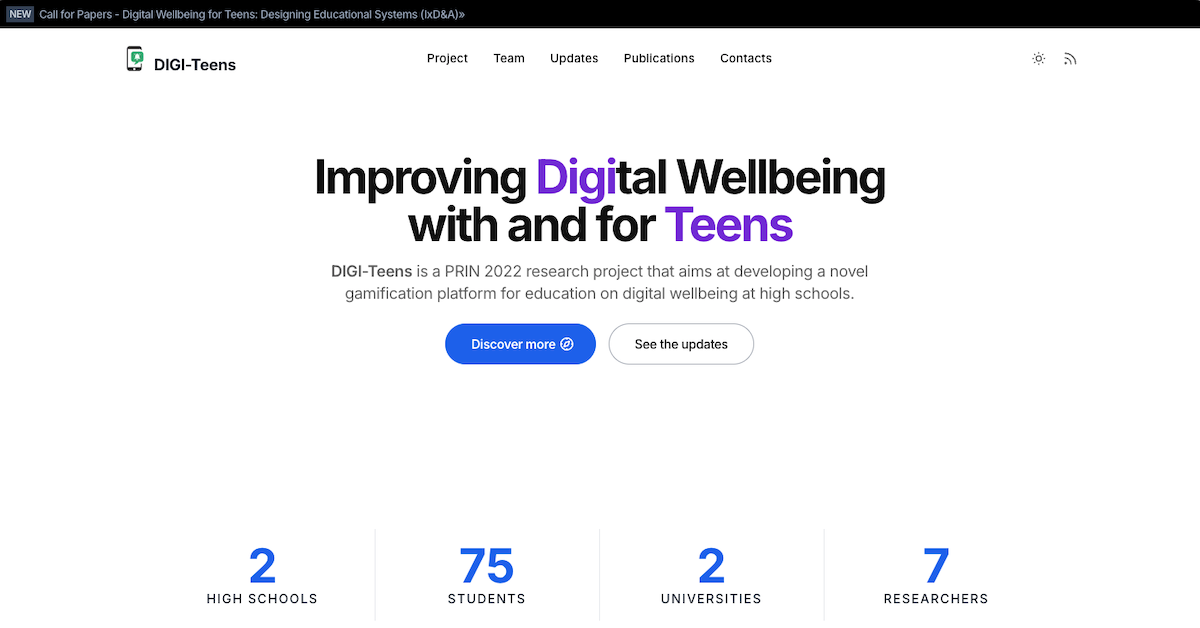 NEW Call for Papers - Digital Wellbeing for Teens: Designing Educational Systems (IxD&A)»
DIGI-Teens
Project Team Updates Publications Contacts
Improving Digital Wellbeing
with and for Teens
DIGI-Teens is a PRIN 2022 research project that aims at developing a novel
gamification platform for education on digital wellbeing at high schools.
Discover more See the updates
2 75 2 7
HIGH SCHOOLS STUDENTS UNIVERSITIES RESEARCHERS